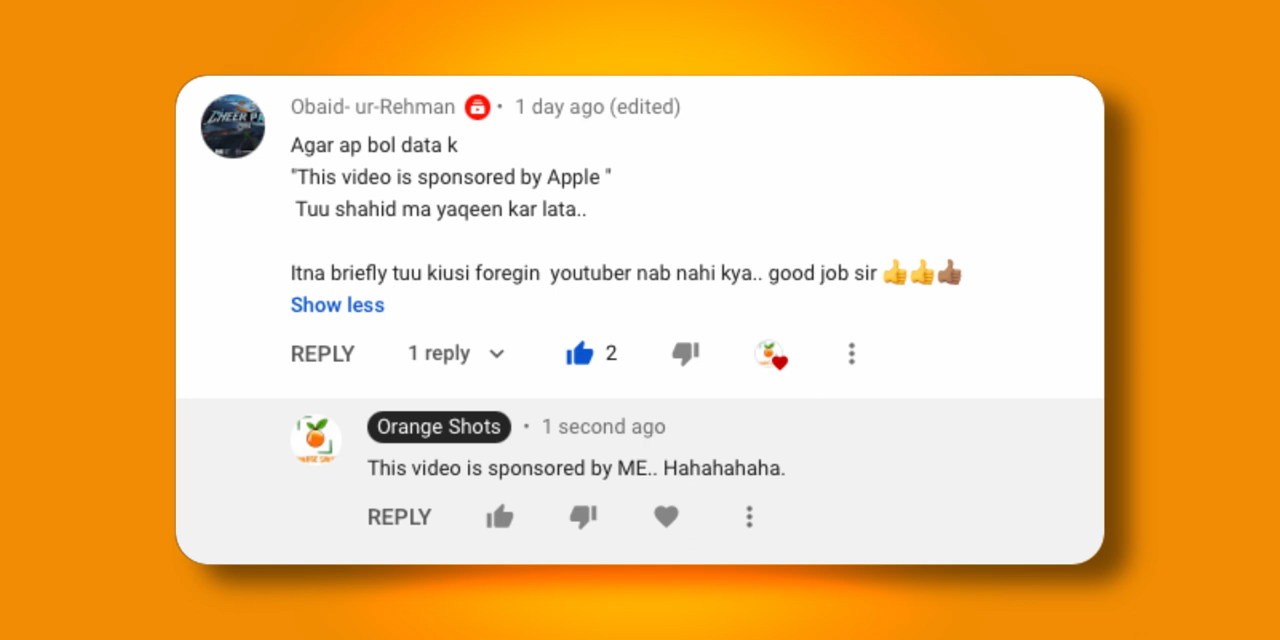 Obaid- ur-Rehman • 1 day ago (edited)
Agar ap bol data k
"This video is sponsored by Apple "
Tuu shahid ma yaqeen kar lata..
Itna briefly tuu kiusi foregin youtuber nab nahi kya.. good job sir 👍👍👍🏽
Show less
REPLY 1 reply 2
Orange Shots • 1 second ago
This video is sponsored by ME.. Hahahahaha.
REPLY